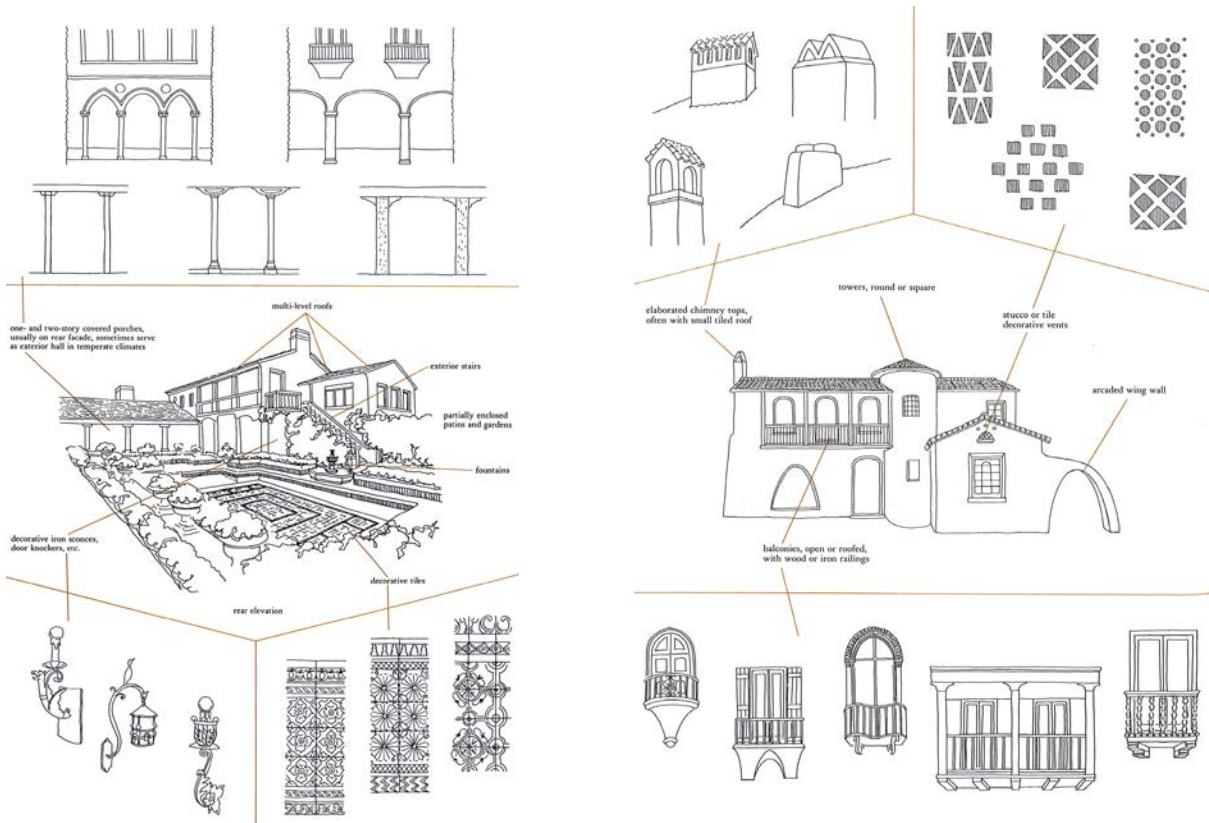 multi-level roofs
one- and two-story covered porches,
usually on rear facade, sometimes serve
as exterior hall in temperate climates
exterior stairs
partially enclosed
patios and gardens
fountains
decorative iron sconces,
door knockers, etc.
decorative tiles
rear elevation
elaborated chimney tops,
often with small tiled roof
towers, round or square
stucco or tile
decorative vents
arcaded wing wall
balconies, open or roofed,
with wood or iron railings